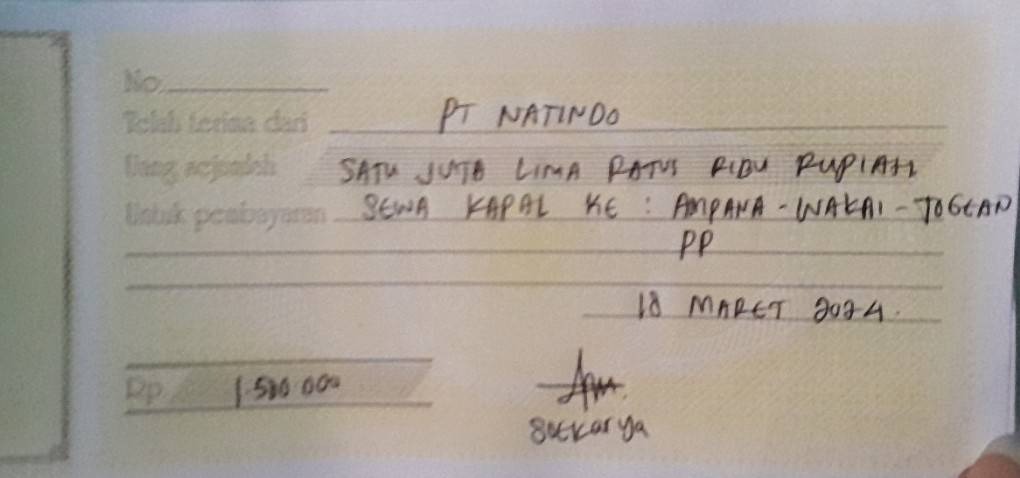 No.
Telah terima dari PT NATINDO
Uang sejumlah SATU JUTA LIMA RATUS RIBU RUPIAH
Untuk pembayaran SEWA KAPAL KE : AMPANA - WAKAI - TOGEAN
PP
18 MARET 2024.
Rp 1.500.000
Soekarya